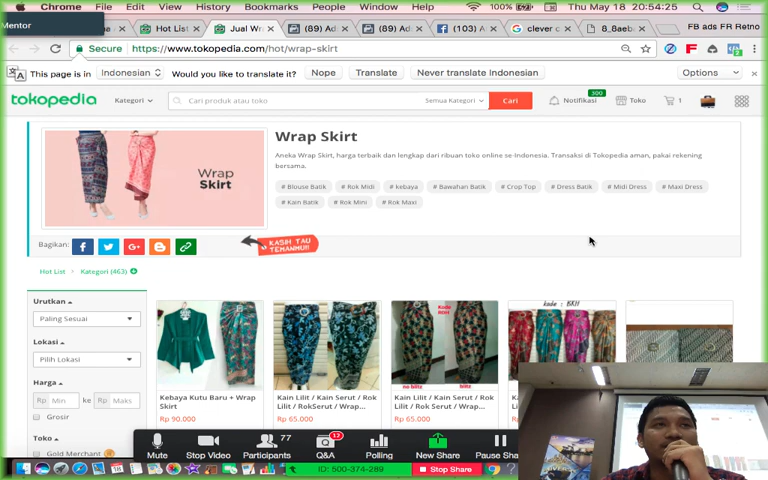 Chrome File Edit View History Window Help 100% Thu May 18 20:54:25
Mentor
Hot List Jual Wr (89) Ad (89) Ad (103) A clever c 8_8aeb FB ads FR Retno
Secure https://www.tokopedia.com/hot/wrap-skirt
This page is in Indonesian Would you like to translate it? Nope Translate Never translate Indonesian Options
tokopedia Kategori Cari produk atau toko Semua Kategori Cari Notifikasi 300 Toko 1
Wrap Skirt
Wrap
Skirt
Aneka Wrap Skirt, harga terbaik dan lengkap dari ribuan toko online se-Indonesia. Transaksi di Tokopedia aman, pakai rekening
bersama.
# Blouse Batik # Rok Midi # kebaya # Bawahan Batik # Crop Top # Dress Batik # Midi Dress # Maxi Dress
# Kain Batik # Rok Mini # Rok Maxi
Bagikan: KASIH TAU
TEMANMU!!
Hot List > Kategori (463)
Urutkan
Paling Sesuai
Lokasi
Pilih Lokasi
Harga
Rp Min ke Rp Maks
Grosir
Toko
Gold Merchant
Kebaya Kutu Baru + Wrap
Skirt
Rp 90.000
Kain Lilit / Kain Serut / Rok
Lilit / RokSerut / Wrap...
Rp 65.000
Kode
no blitz blitz
Kain Lilit / Kain Serut / Rok
Lilit / Rok Serut / Wrap...
Rp 65.000
kode : BKH
Mute Stop Video Participants 77 Q&A 17 Polling New Share Pause Sha
ID: 500-374-289 Stop Share